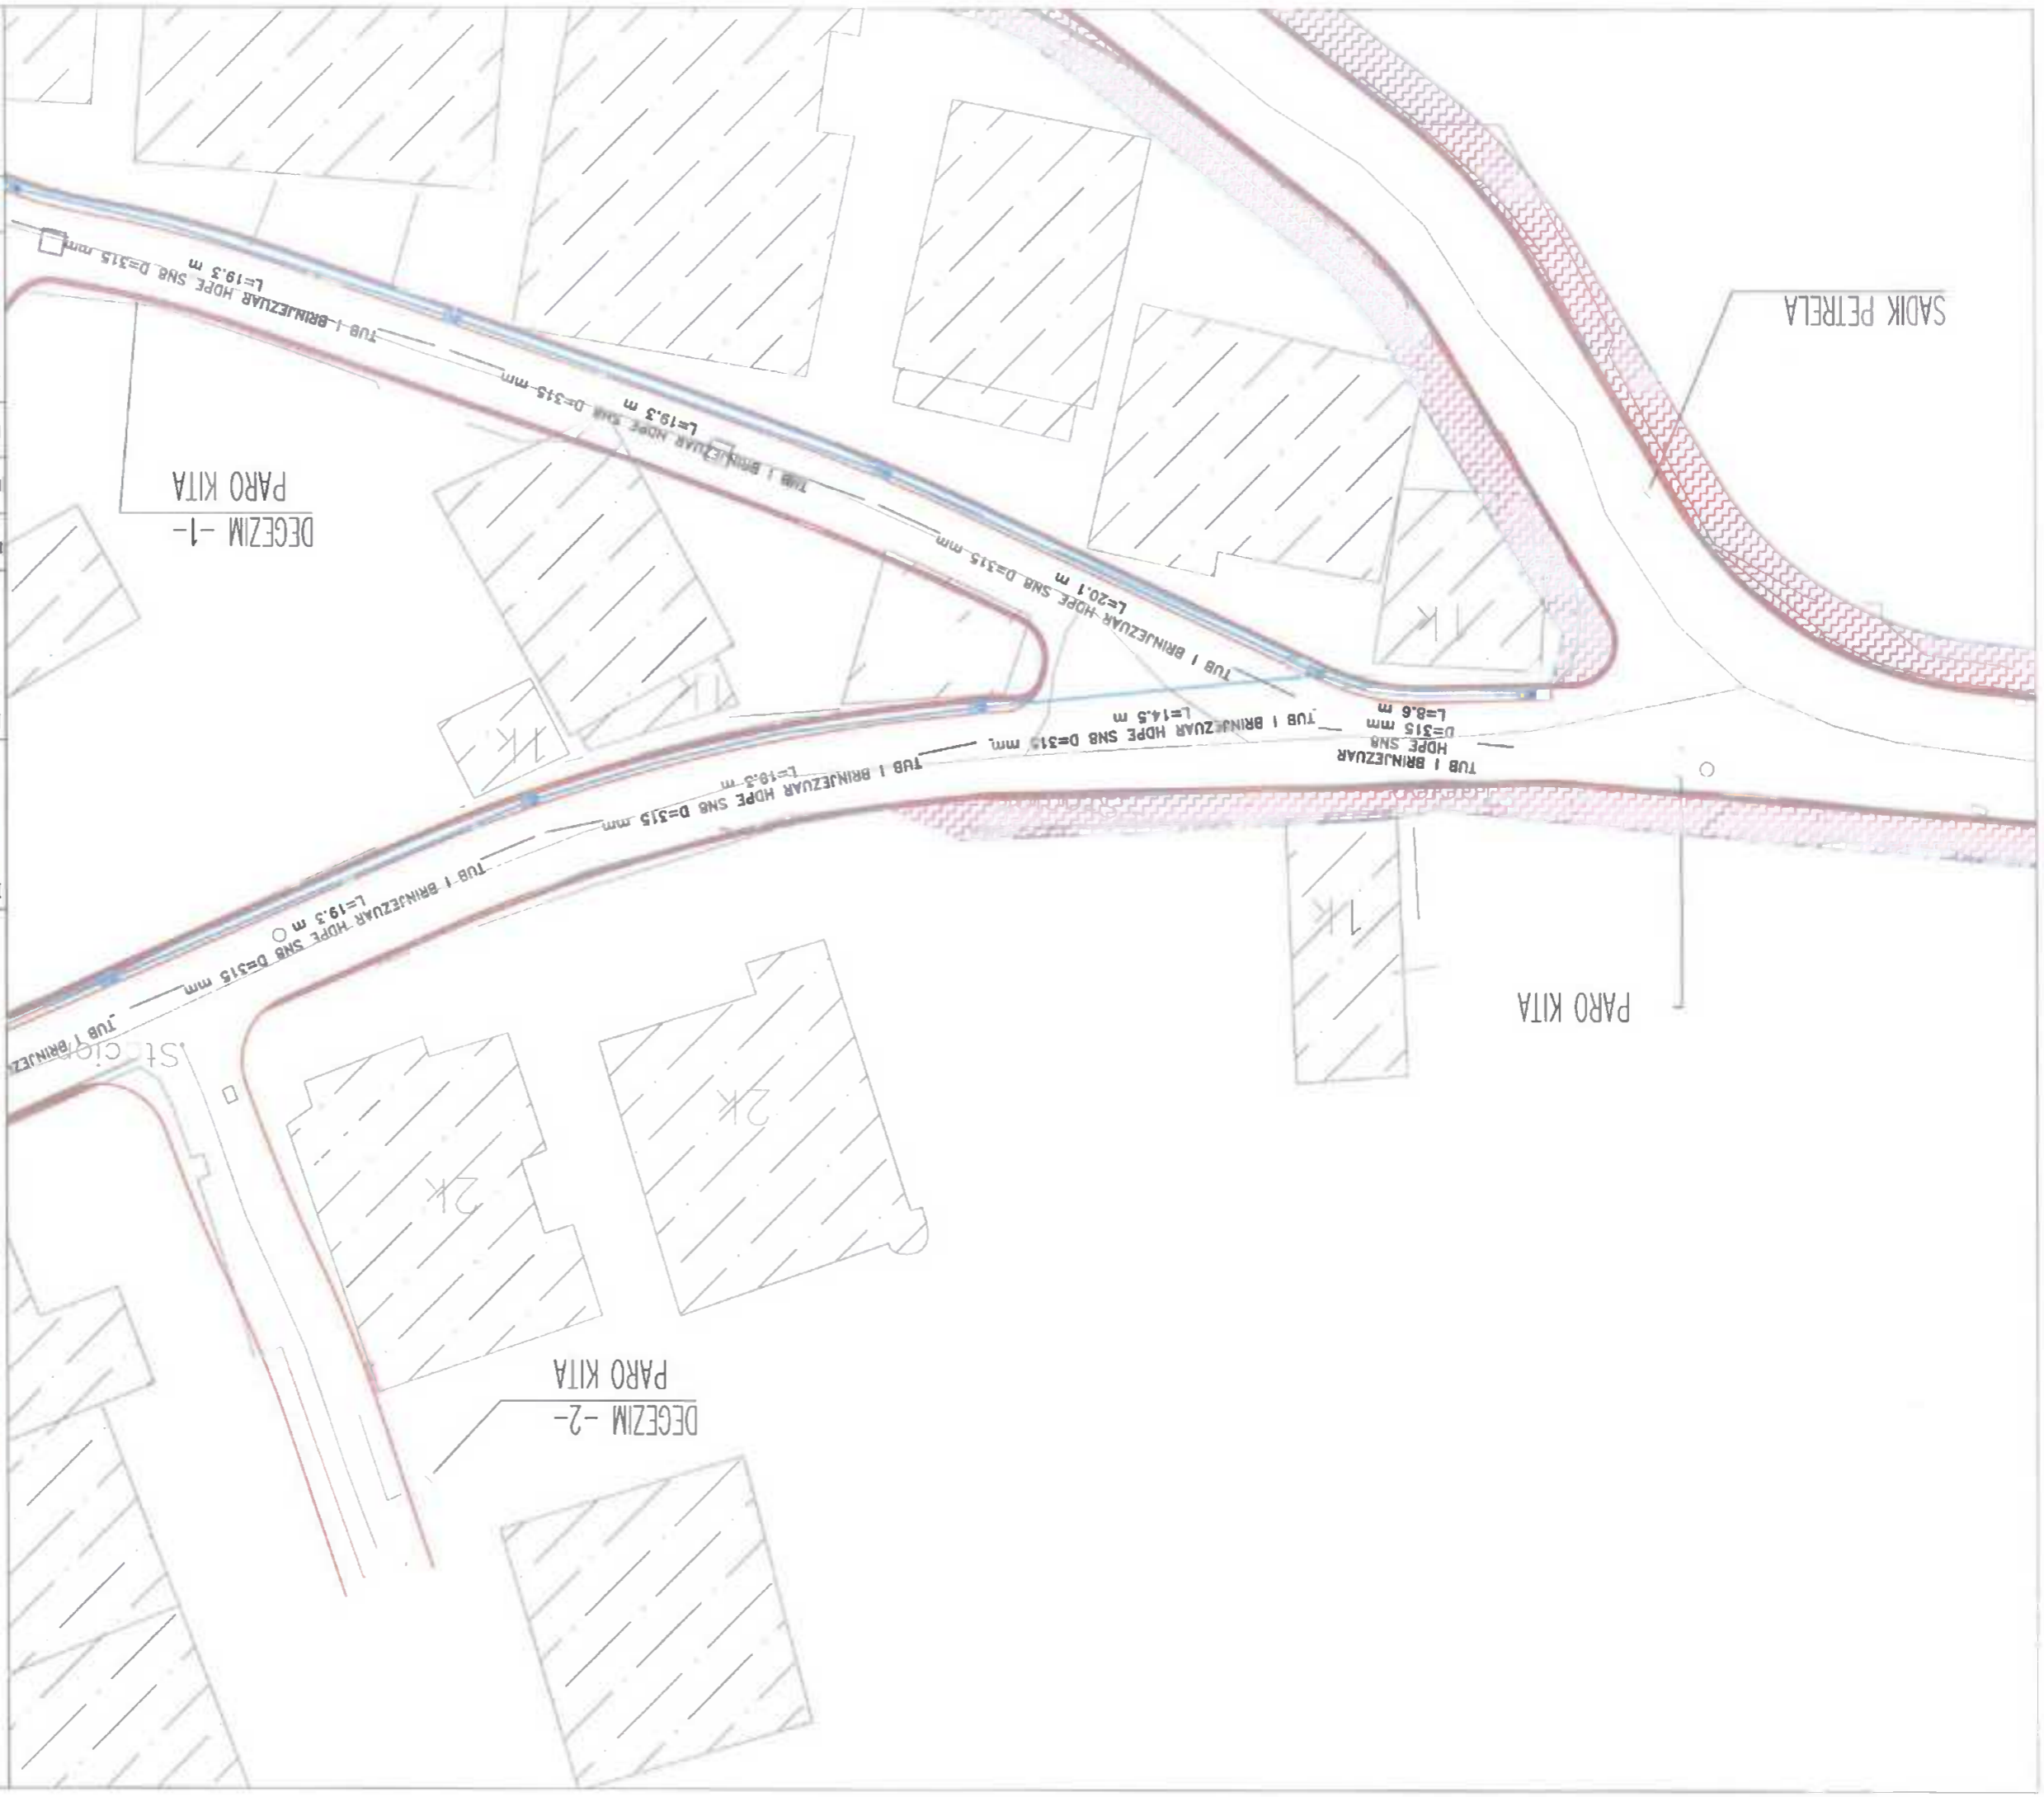 DEGEZIM -2-
PARO KITA
TUB I BRINJEZ
TUB I BRINJEZUAR HDPE SN8 D=315 mm
L=19.3 m
2K
2K
PARO KITA
1K
TUB I BRINJEZUAR HDPE SN8 D=315 mm
L=19.3 m
TUB I BRINJEZUAR
HDPE SN8
D=315 mm
L=8.6 m
TUB I BRINJEZUAR HDPE SN8 D=315 mm
L=14.5 m
1K
1K
1K
TUB I BRINJEZUAR HDPE SN8 D=315 mm
L=20.1 m
DEGEZIM -1-
PARO KITA
TUB I BRINJEZUAR HDPE SN8 D=315 mm
L=19.3 m
TUB I BRINJEZUAR HDPE SN8 D=315 mm
L=19.3 m
SADIK PETRELA